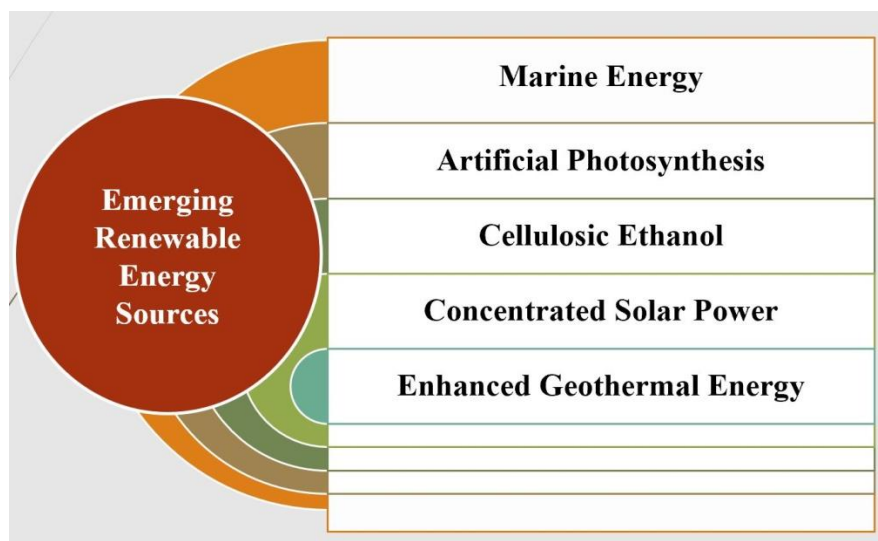 Emerging
Renewable
Energy
Sources
Marine Energy
Artificial Photosynthesis
Cellulosic Ethanol
Concentrated Solar Power
Enhanced Geothermal Energy